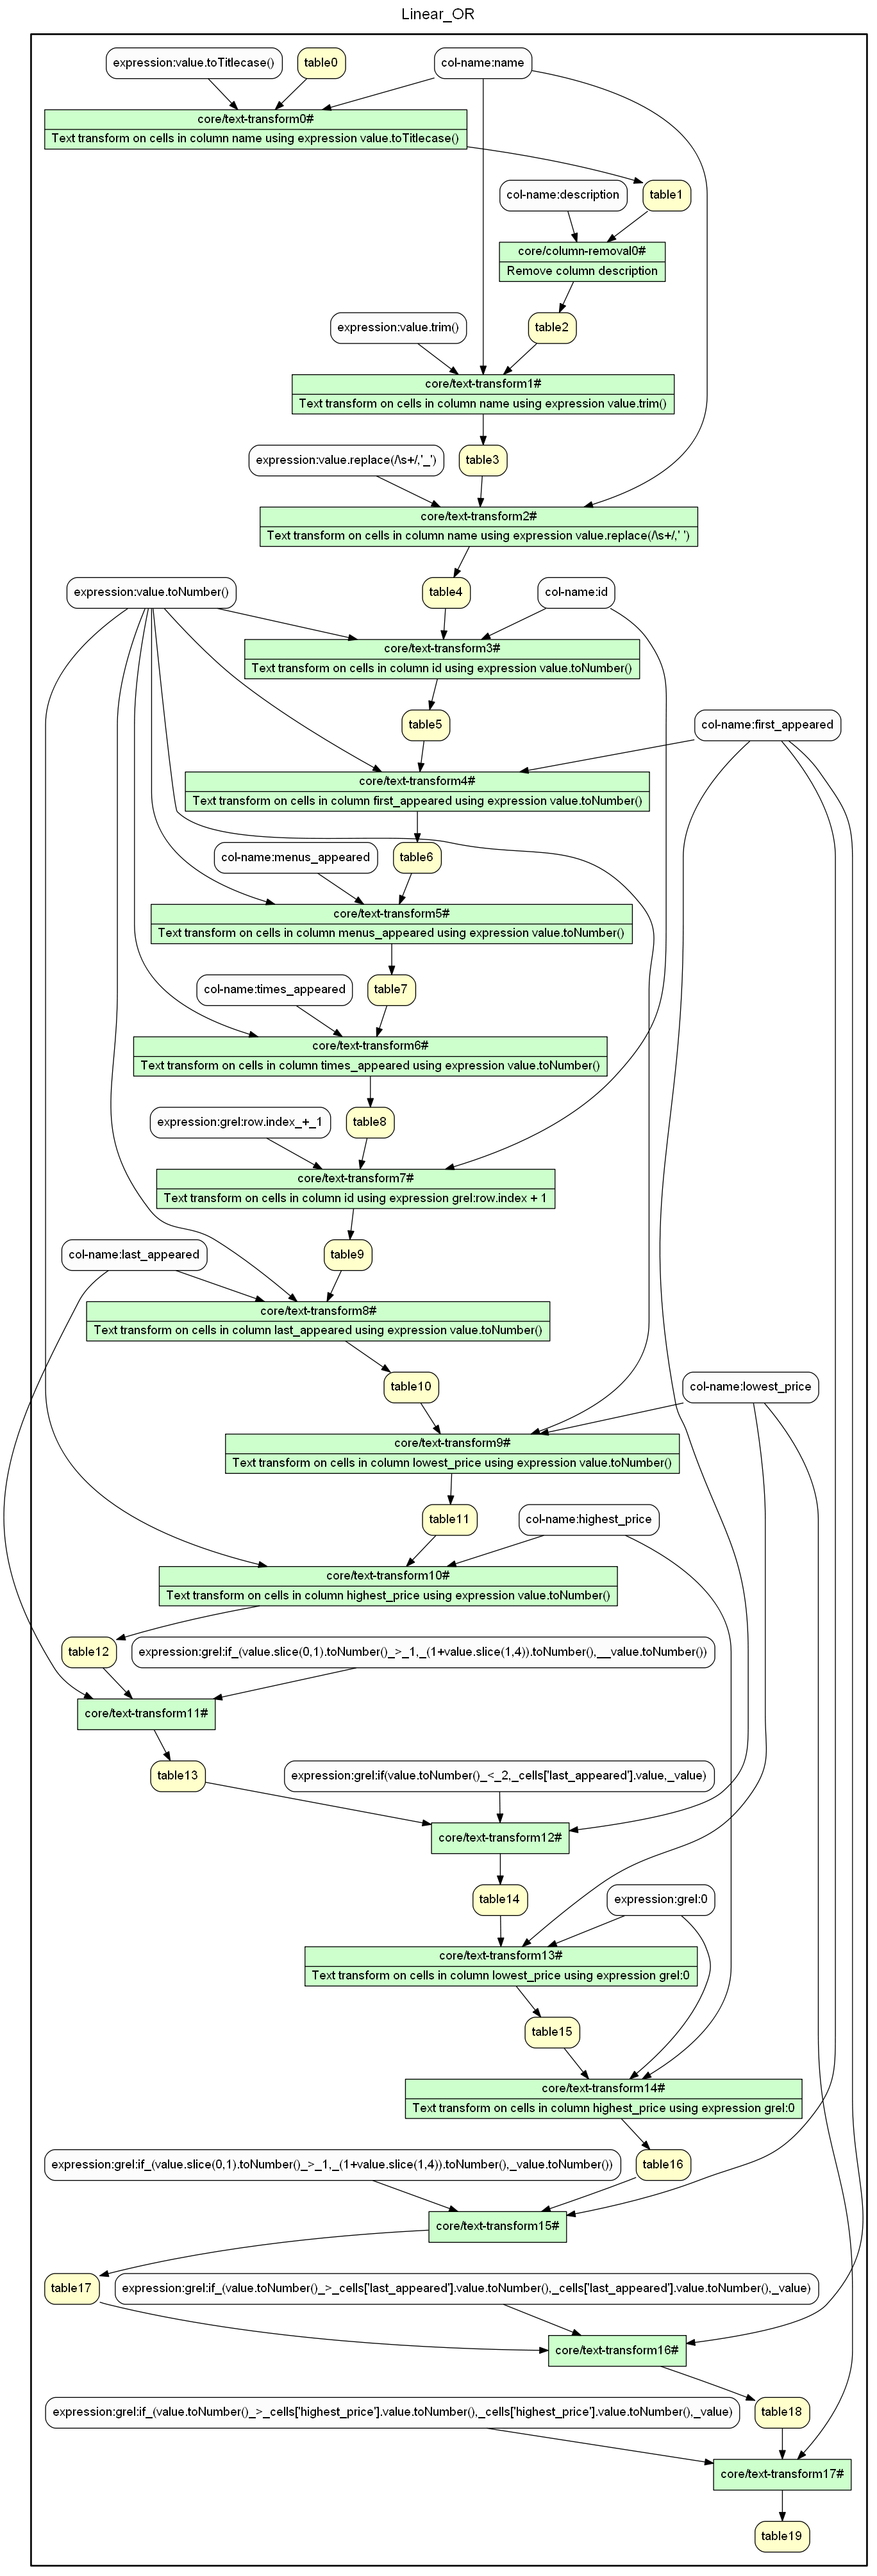 Linear_OR
expression:value.toTitlecase()
table0
col-name:name
core/text-transform0#
Text transform on cells in column name using expression value.toTitlecase()
col-name:description
table1
core/column-removal0#
Remove column description
expression:value.trim()
table2
core/text-transform1#
Text transform on cells in column name using expression value.trim()
expression:value.replace(/\s+/,'_')
table3
core/text-transform2#
Text transform on cells in column name using expression value.replace(/\s+/,' ')
expression:value.toNumber()
table4
col-name:id
core/text-transform3#
Text transform on cells in column id using expression value.toNumber()
table5
col-name:first_appeared
core/text-transform4#
Text transform on cells in column first_appeared using expression value.toNumber()
col-name:menus_appeared
table6
core/text-transform5#
Text transform on cells in column menus_appeared using expression value.toNumber()
col-name:times_appeared
table7
core/text-transform6#
Text transform on cells in column times_appeared using expression value.toNumber()
expression:grel:row.index_+_1
table8
core/text-transform7#
Text transform on cells in column id using expression grel:row.index + 1
col-name:last_appeared
table9
core/text-transform8#
Text transform on cells in column last_appeared using expression value.toNumber()
table10
col-name:lowest_price
core/text-transform9#
Text transform on cells in column lowest_price using expression value.toNumber()
table11
col-name:highest_price
core/text-transform10#
Text transform on cells in column highest_price using expression value.toNumber()
table12
expression:grel:if_(value.slice(0,1).toNumber()_>_1,_(1+value.slice(1,4)).toNumber(),__value.toNumber())
core/text-transform11#
table13
expression:grel:if(value.toNumber()_<_2,_cells['last_appeared'].value,_value)
core/text-transform12#
table14
expression:grel:0
core/text-transform13#
Text transform on cells in column lowest_price using expression grel:0
table15
core/text-transform14#
Text transform on cells in column highest_price using expression grel:0
expression:grel:if_(value.slice(0,1).toNumber()_>_1,_(1+value.slice(1,4)).toNumber(),_value.toNumber())
table16
core/text-transform15#
table17
expression:grel:if_(value.toNumber()_>_cells['last_appeared'].value.toNumber(),_cells['last_appeared'].value.toNumber(),_value)
core/text-transform16#
expression:grel:if_(value.toNumber()_>_cells['highest_price'].value.toNumber(),_cells['highest_price'].value.toNumber(),_value)
table18
core/text-transform17#
table19